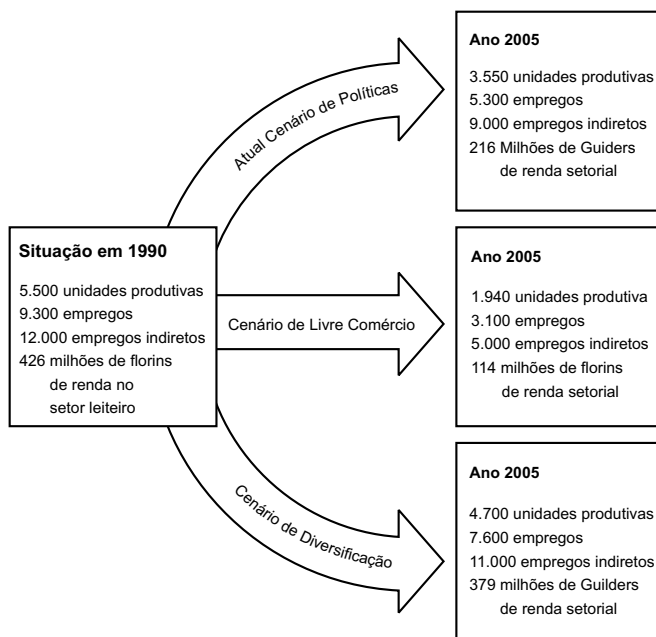 Situação em 1990
5.500 unidades produtivas
9.300 empregos
12.000 empregos indiretos
426 milhões de florins
de renda no
setor leiteiro
Atual Cenário de Políticas
Ano 2005
3.550 unidades produtivas
5.300 empregos
9.000 empregos indiretos
216 Milhões de Guiders
de renda setorial
Cenário de Livre Comércio
Ano 2005
1.940 unidades produtiva
3.100 empregos
5.000 empregos indiretos
114 milhões de florins
de renda setorial
Cenário de Diversificação
Ano 2005
4.700 unidades produtivas
7.600 empregos
11.000 empregos indiretos
379 milhões de Guilders
de renda setorial